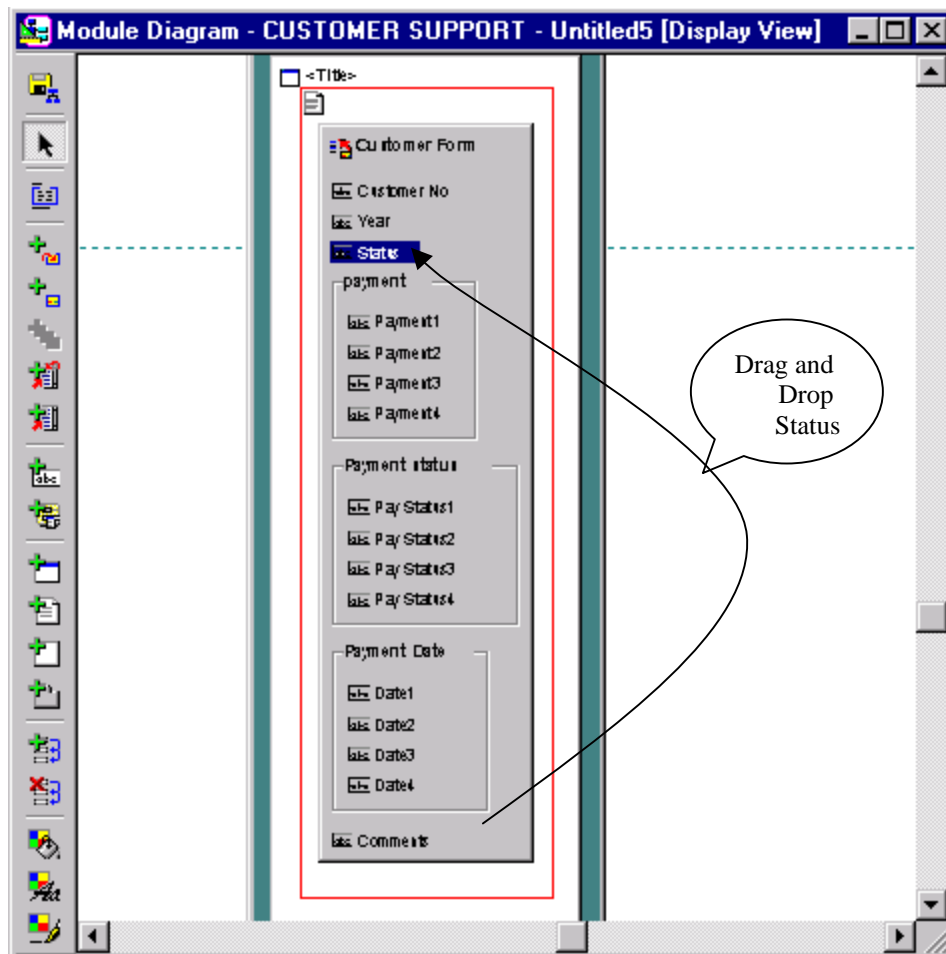 Module Diagram - CUSTOMER SUPPORT - Untitled5 [Display View]
<Title>
Customer Form
Customer No
Year
Status
payment
Payment1
Payment2
Payment3
Payment4
Payment status
Pay Status1
Pay Status2
Pay Status3
Pay Status4
Payment Date
Date1
Date2
Date3
Date4
Comments
Drag and
Drop
Status